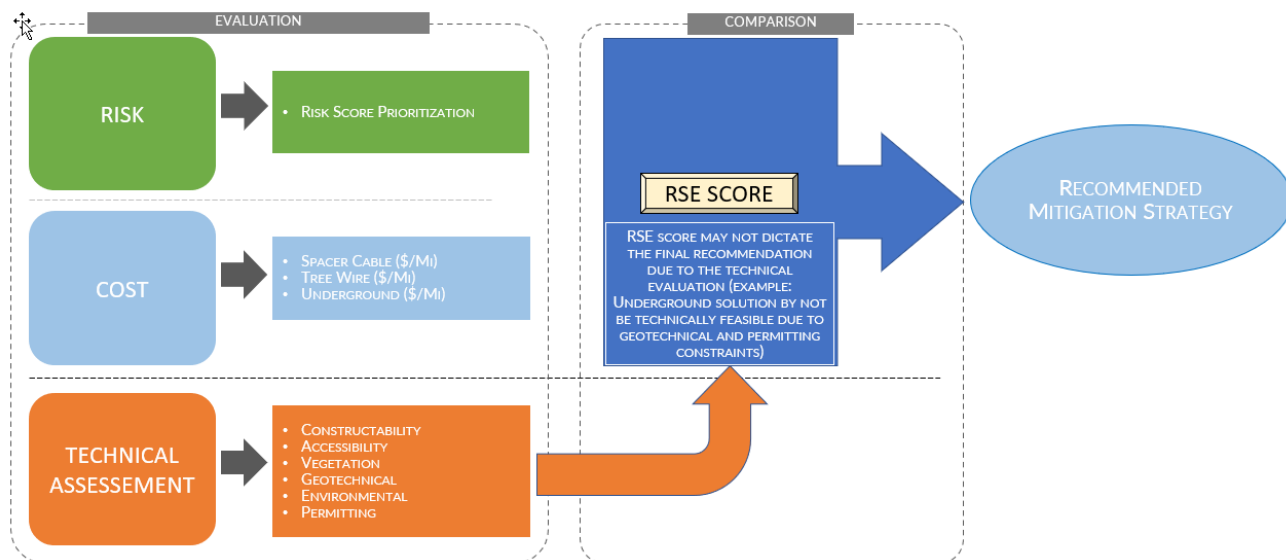 EVALUATION
COMPARISON
RISK
• RISK SCORE PRIORITIZATION
COST
• SPACER CABLE ($/MI)
• TREE WIRE ($/MI)
• UNDERGROUND ($/MI)
TECHNICAL
ASSESSEMENT
• CONSTRUCTABILITY
• ACCESSIBILITY
• VEGETATION
• GEOTECHNICAL
• ENVIRONMENTAL
• PERMITTING
RSE SCORE
RSE SCORE MAY NOT DICTATE
THE FINAL RECOMMENDATION
DUE TO THE TECHNICAL
EVALUATION (EXAMPLE:
UNDERGROUND SOLUTION BY NOT
BE TECHNICALLY FEASIBLE DUE TO
GEOTECHNICAL AND PERMITTING
CONSTRAINTS)
RECOMMENDED
MITIGATION STRATEGY